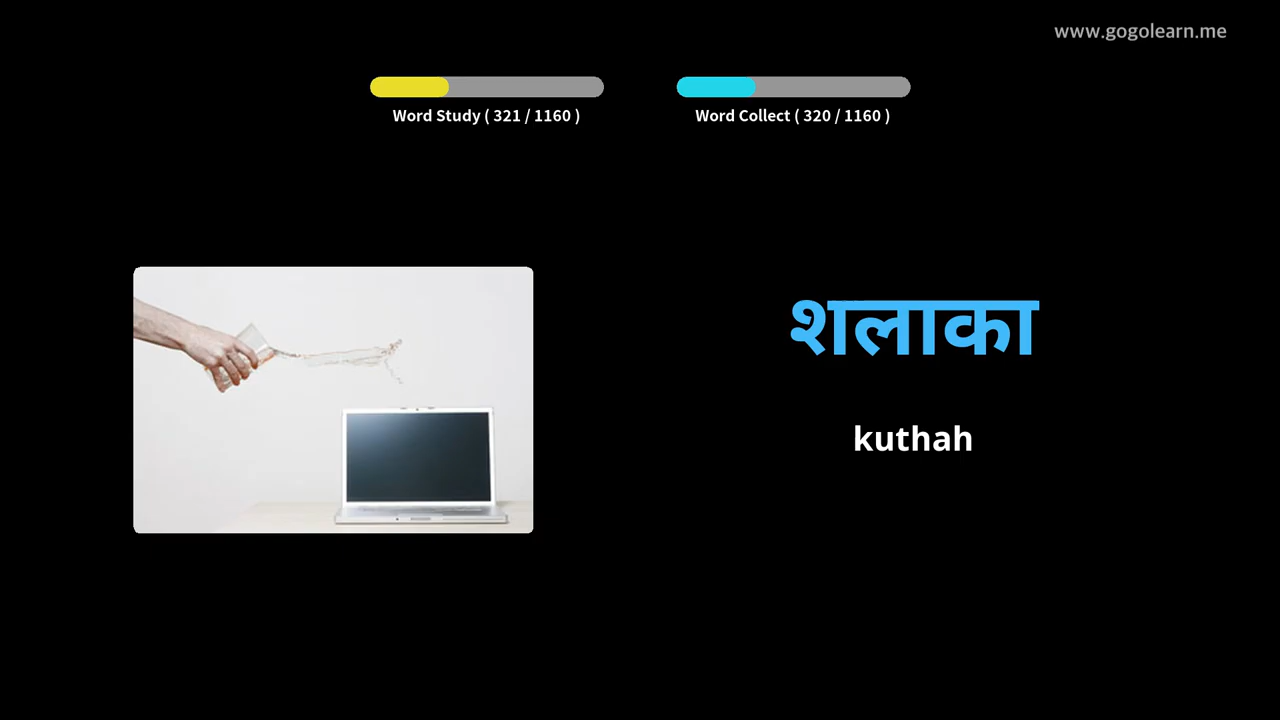 www.gogolearn.me
Word Study ( 321 / 1160 )
Word Collect ( 320 / 1160 )
शलाका
kuthah